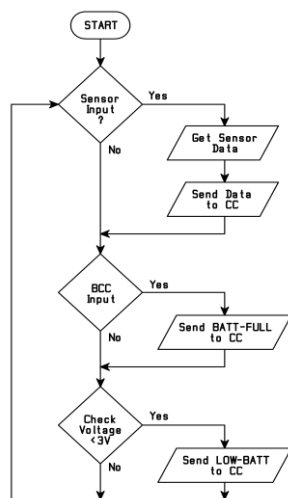 START
Sensor
Input
?
Yes
No
Get Sensor
Data
Send Data
to CC
BCC
Input
Yes
No
Send BATT-FULL
to CC
Check
Voltage
<3V
Yes
No
Send LOW-BATT
to CC